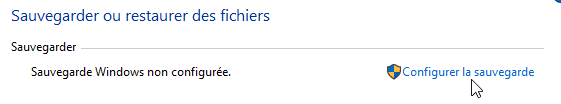 Sauvegarder ou restaurer des fichiers
Sauvegarder
Sauvegarde Windows non configurée. Configurer la sauvegarde